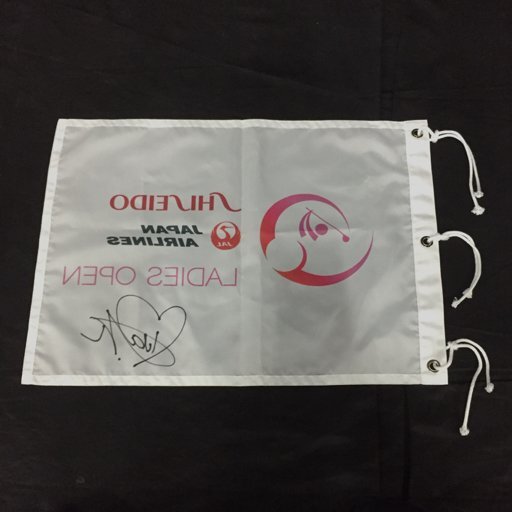 SHISEIDO
JAPAN
AIRLINES
JAL
LADIES OPEN